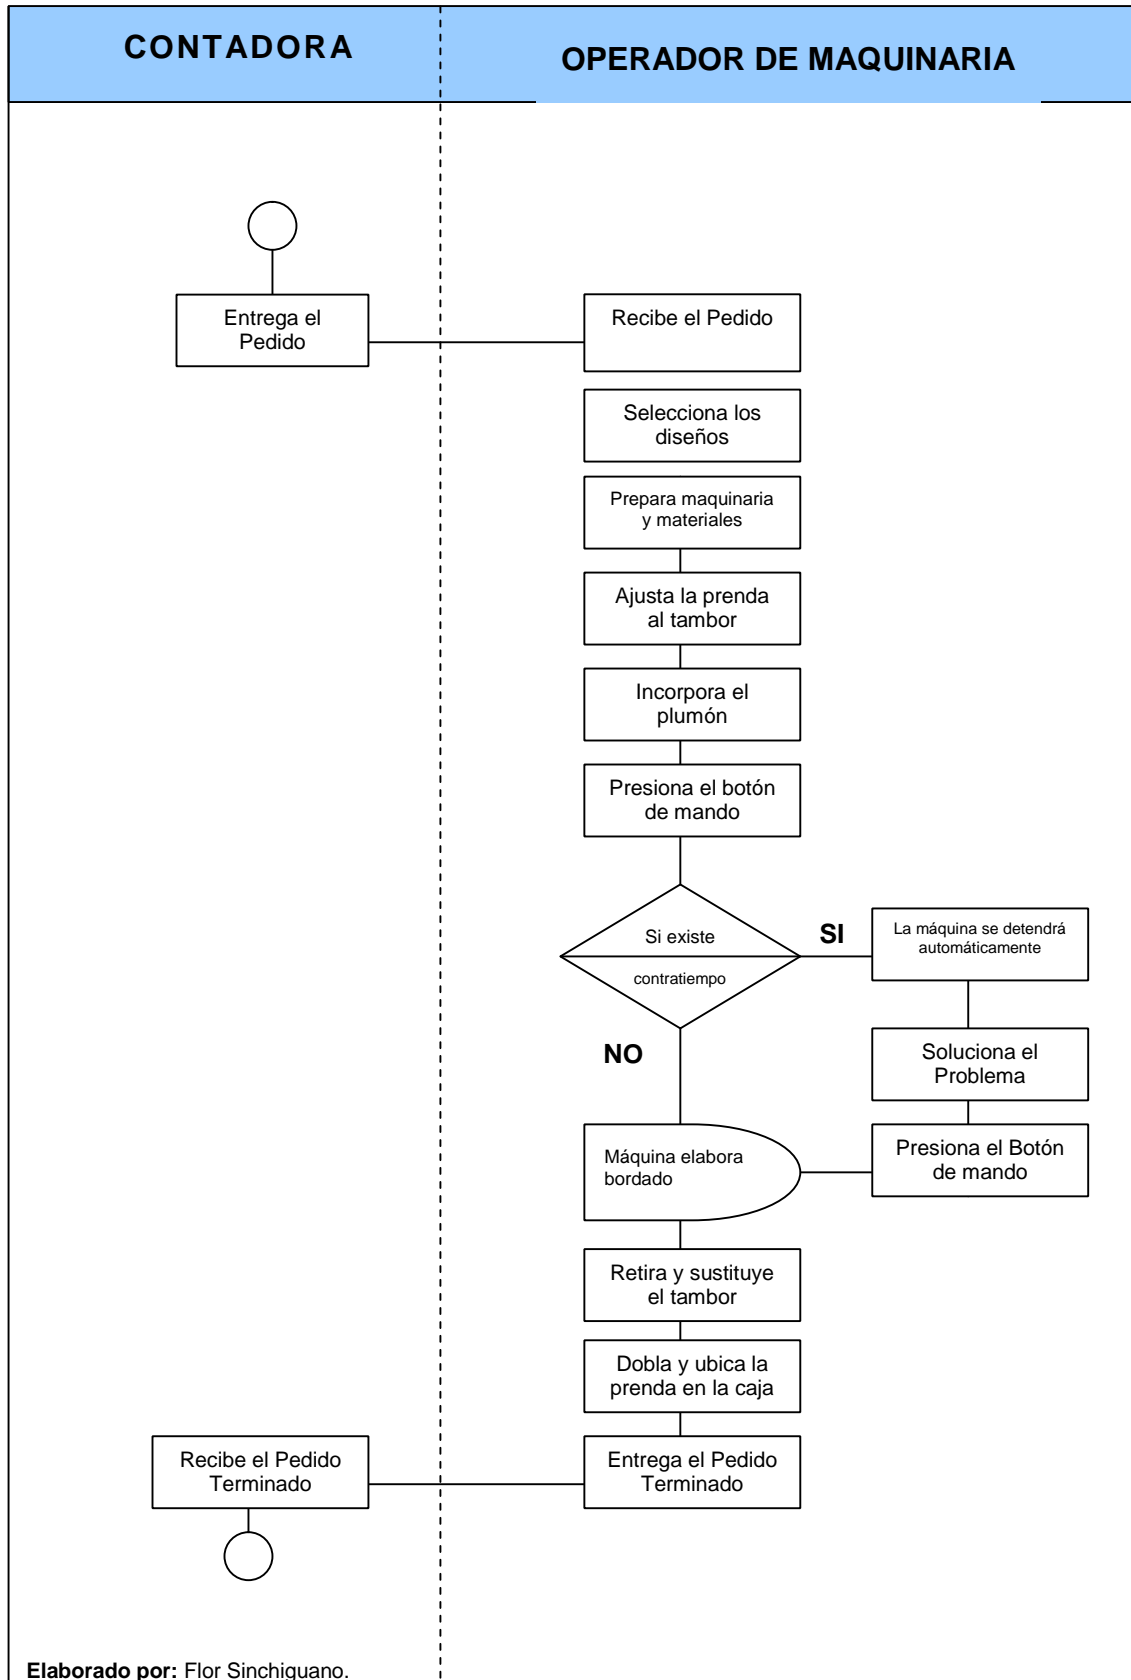 CONTADORA
OPERADOR DE MAQUINARIA
Entrega el
Pedido
Recibe el Pedido
Selecciona los
diseños
Prepara maquinaria
y materiales
Ajusta la prenda
al tambor
Incorpora el
plumón
Presiona el botón
de mando
Si existe
contratiempo
SI
La máquina se detendrá
automáticamente
Soluciona el
Problema
NO
Presiona el Botón
de mando
Máquina elabora
bordado
Retira y sustituye
el tambor
Dobla y ubica la
prenda en la caja
Entrega el Pedido
Terminado
Recibe el Pedido
Terminado
Elaborado por: Flor Sinchiguano.